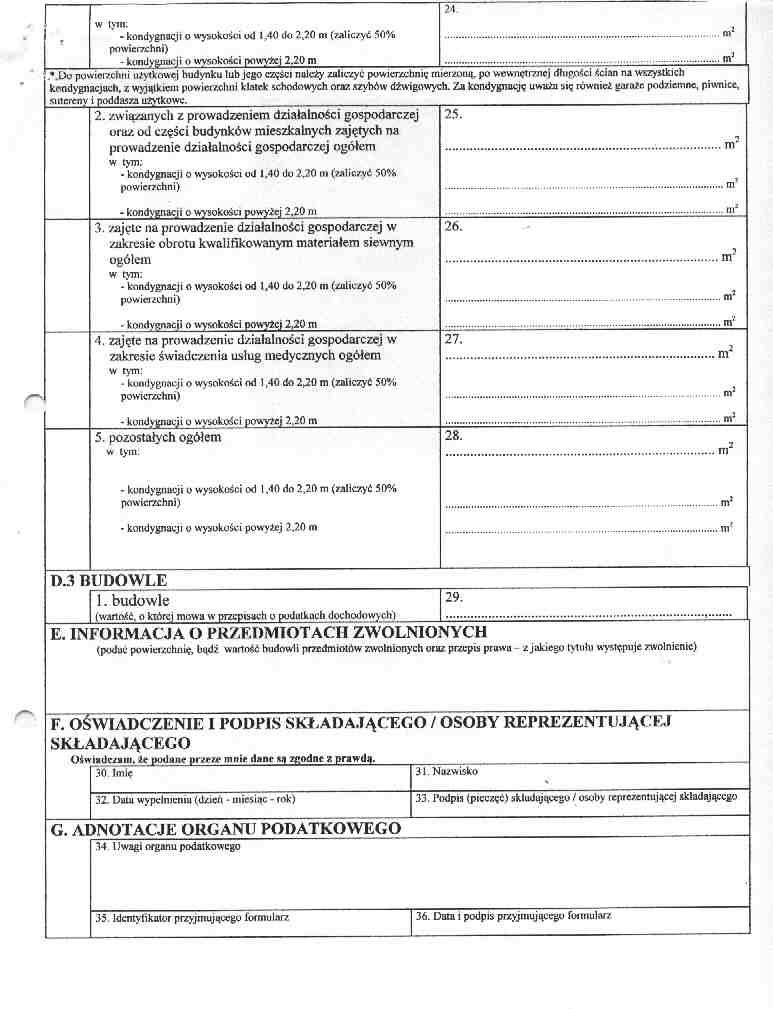 24.
w tym:
- kondygnacji o wysokości od 1,40 do 2,20 m (zaliczyć 50% ........ m²
powierzchni)
- kondygnacji o wysokości powyżej 2,20 m ........ m²
*.Do powierzchni użytkowej budynku lub jego części należy zaliczyć powierzchnię mierzoną, po wewnętrznej długości ścian na wszystkich
kondygnacjach, z wyjątkiem powierzchni klatek schodowych oraz szybów dźwigowych. Za kondygnację uważa się również garaże podziemne, piwnice,
sutereny i poddasza użytkowe.
2. związanych z prowadzeniem działalności gospodarczej 25.
oraz od części budynków mieszkalnych zajętych na
prowadzenie działalności gospodarczej ogółem ........ m²
w tym:
- kondygnacji o wysokości od 1,40 do 2,20 m (zaliczyć 50%
powierzchni) ........ m²
- kondygnacji o wysokości powyżej 2,20 m ........ m²
3. zajęte na prowadzenie działalności gospodarczej w 26.
zakresie obrotu kwalifikowanym materiałem siewnym
ogółem ........ m²
w tym:
- kondygnacji o wysokości od 1,40 do 2,20 m (zaliczyć 50%
powierzchni) ........ m²
- kondygnacji o wysokości powyżej 2,20 m ........ m²
4. zajęte na prowadzenie działalności gospodarczej w 27.
zakresie świadczenia usług medycznych ogółem ........ m²
w tym:
- kondygnacji o wysokości od 1,40 do 2,20 m (zaliczyć 50%
powierzchni) ........ m²
- kondygnacji o wysokości powyżej 2,20 m ........ m²
5. pozostałych ogółem 28.
w tym: ........ m²
- kondygnacji o wysokości od 1,40 do 2,20 m (zaliczyć 50%
powierzchni) ........ m²
- kondygnacji o wysokości powyżej 2,20 m ........ m²
D.3 BUDOWLE
1. budowle 29.
(wartość, o której mowa w przepisach o podatkach dochodowych) ........
E. INFORMACJA O PRZEDMIOTACH ZWOLNIONYCH
(podać powierzchnię, bądź wartość budowli przedmiotów zwolnionych oraz przepis prawa – z jakiego tytułu występuje zwolnienie)
F. OŚWIADCZENIE I PODPIS SKŁADAJĄCEGO / OSOBY REPREZENTUJĄCEJ
SKŁADAJĄCEGO
Oświadczam, że podane przeze mnie dane są zgodne z prawdą.
30. Imię 31. Nazwisko
32. Data wypełnienia (dzień - miesiąc - rok) 33. Podpis (pieczęć) składającego / osoby reprezentującej składającego
G. ADNOTACJE ORGANU PODATKOWEGO
34. Uwagi organu podatkowego
35. Identyfikator przyjmującego formularz 36. Data i podpis przyjmującego formularz